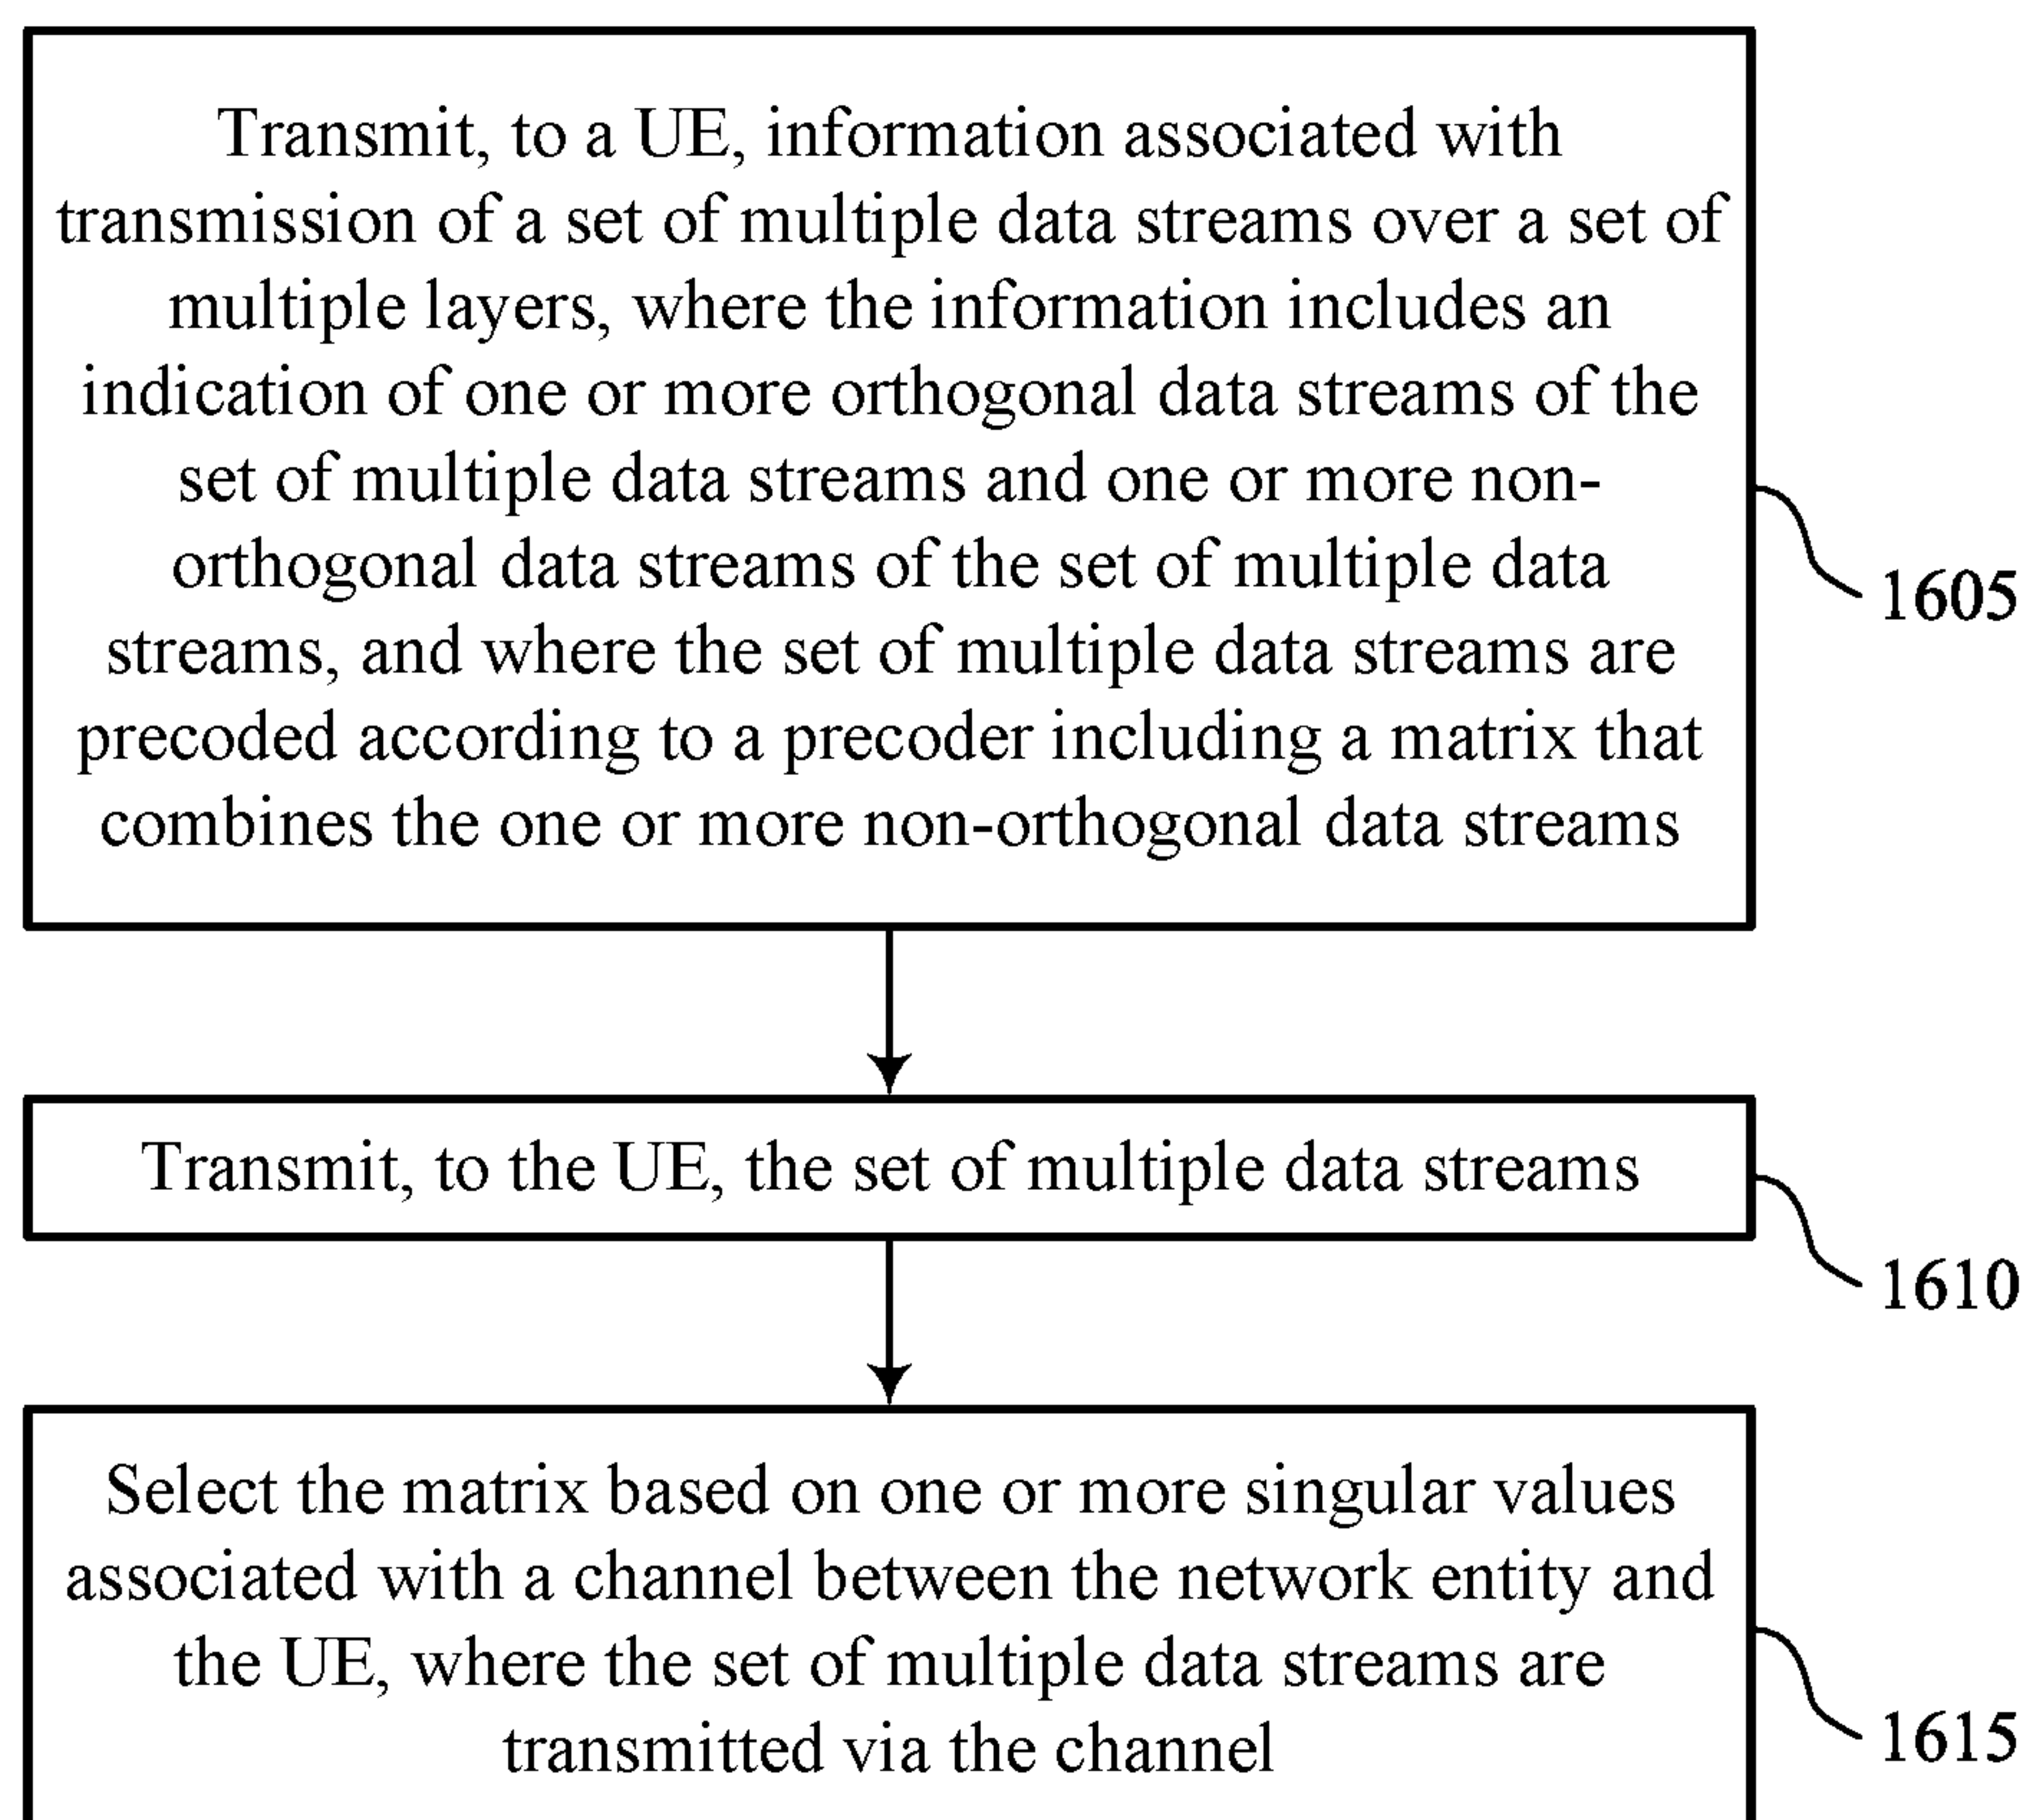 Transmit, to a UE, information associated with
transmission of a set of multiple data streams over a set of
multiple layers, where the information includes an
indication of one or more orthogonal data streams of the
set of multiple data streams and one or more non-
orthogonal data streams of the set of multiple data
streams, and where the set of multiple data streams are
precoded according to a precoder including a matrix that
combines the one or more non-orthogonal data streams
1605
Transmit, to the UE, the set of multiple data streams
1610
Select the matrix based on one or more singular values
associated with a channel between the network entity and
the UE, where the set of multiple data streams are
transmitted via the channel
1615